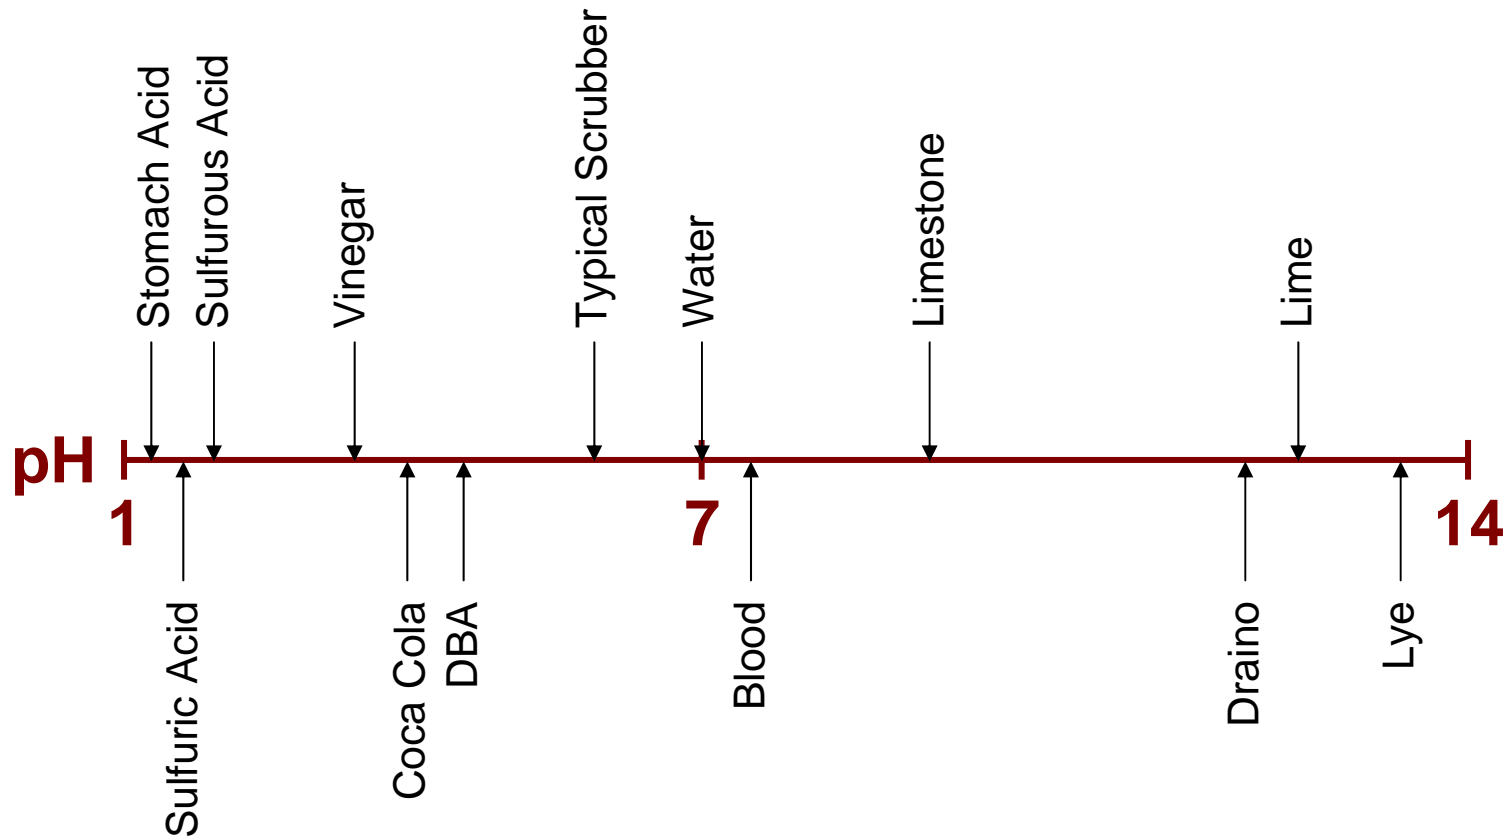 Stomach Acid
Sulfurous Acid
Vinegar
Typical Scrubber
Water
Limestone
Lime
pH
1
7
14
Sulfuric Acid
Coca Cola
DBA
Blood
Draino
Lye